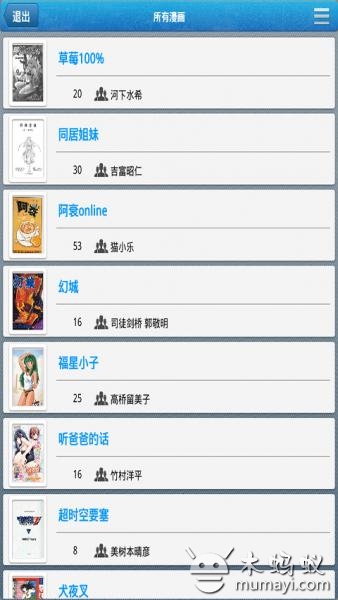 退出
所有漫画
草莓100%
20 河下水希
同居姐妹
30 吉富昭仁
阿衰online
53 猫小乐
幻城
16 司徒剑桥 郭敬明
福星小子
25 高桥留美子
听爸爸的话
16 竹村洋平
超时空要塞
8 美树本晴彦
犬夜叉
木蚂蚁
mumayi.com